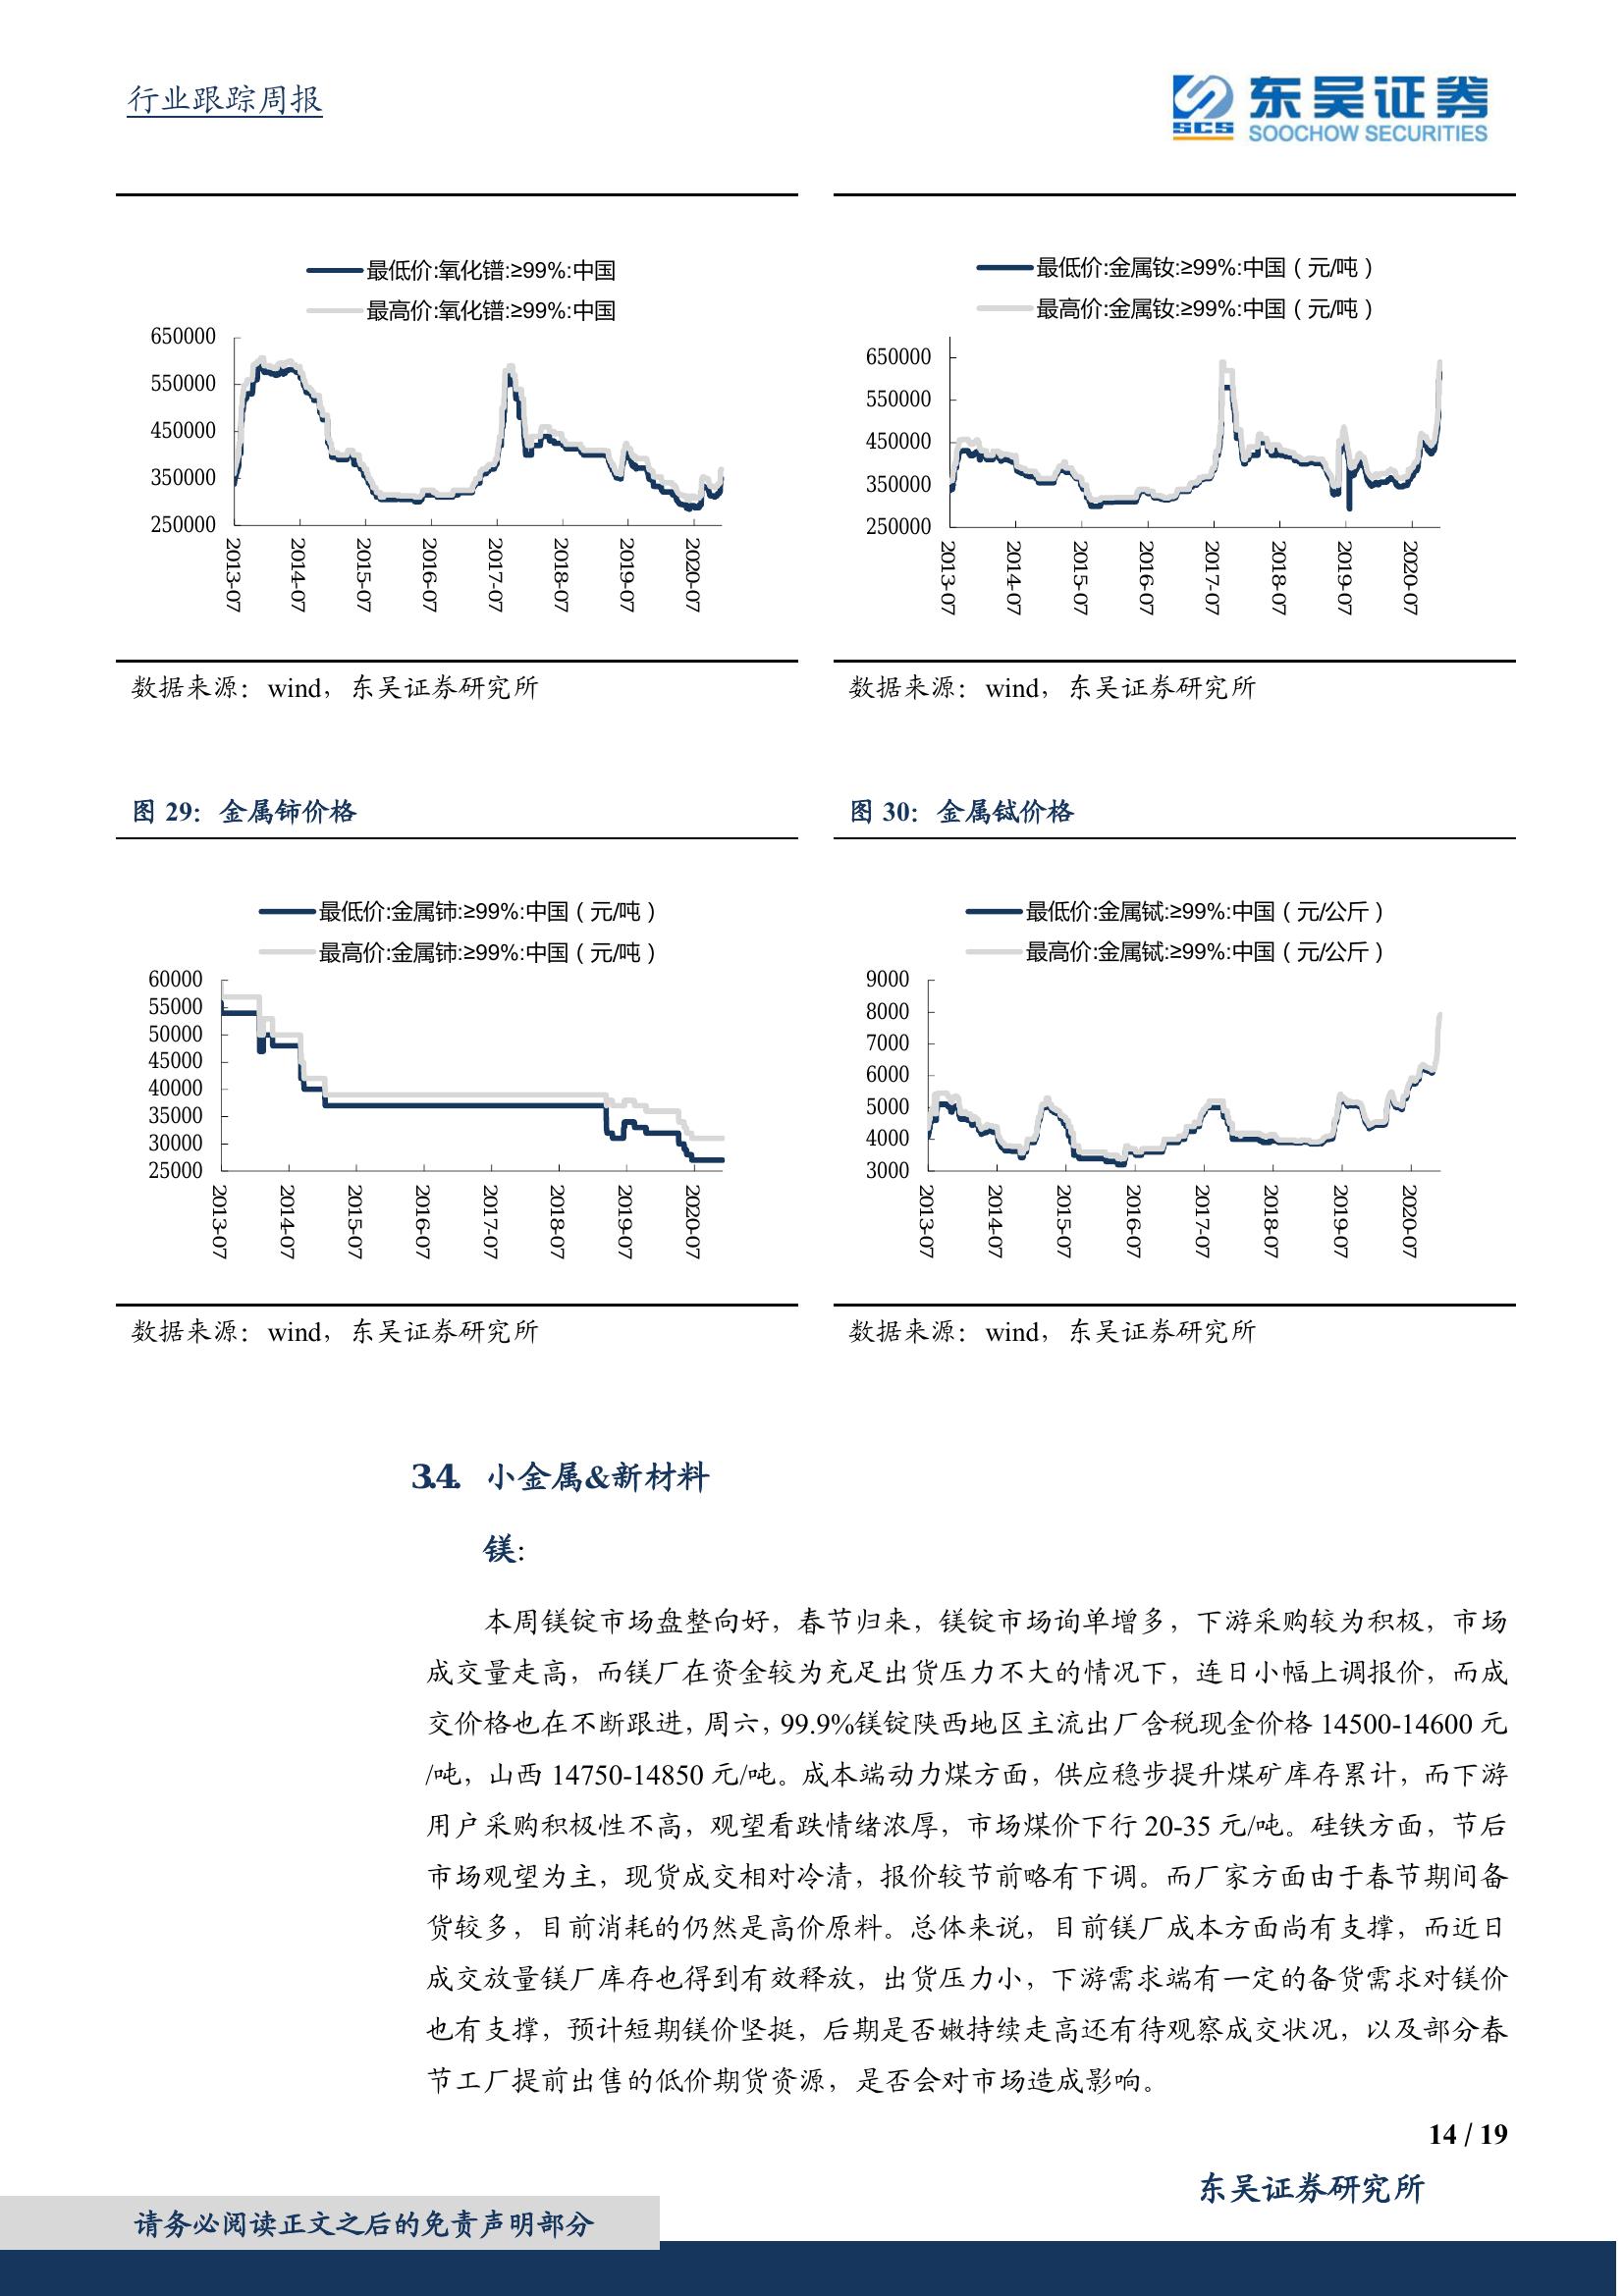 行业跟踪周报
东吴证券
SCS
SOOCHOW SECURITIES
最低价:氧化镨:≥99%:中国
最高价:氧化镨:≥99%:中国
650000
550000
450000
350000
250000
2013-07
2014-07
2015-07
2016-07
2017-07
2018-07
2019-07
2020-07
最低价:金属钕:≥99%:中国（元/吨）
最高价:金属钕:≥99%:中国（元/吨）
650000
550000
450000
350000
250000
2013-07
2014-07
2015-07
2016-07
2017-07
2018-07
2019-07
2020-07
数据来源：wind，东吴证券研究所
数据来源：wind，东吴证券研究所
图 29：金属铈价格
图 30：金属铽价格
最低价:金属铈:≥99%:中国（元/吨）
最高价:金属铈:≥99%:中国（元/吨）
60000
55000
50000
45000
40000
35000
30000
25000
2013-07
2014-07
2015-07
2016-07
2017-07
2018-07
2019-07
2020-07
最低价:金属铽:≥99%:中国（元/公斤）
最高价:金属铽:≥99%:中国（元/公斤）
9000
8000
7000
6000
5000
4000
3000
2013-07
2014-07
2015-07
2016-07
2017-07
2018-07
2019-07
2020-07
数据来源：wind，东吴证券研究所
数据来源：wind，东吴证券研究所
3.4. 小金属&新材料
镁：
本周镁锭市场盘整向好，春节归来，镁锭市场询单增多，下游采购较为积极，市场
成交量走高，而镁厂在资金较为充足出货压力不大的情况下，连日小幅上调报价，而成
交价格也在不断跟进，周六，99.9%镁锭陕西地区主流出厂含税现金价格 14500-14600 元
/吨，山西 14750-14850 元/吨。成本端动力煤方面，供应稳步提升煤矿库存累计，而下游
用户采购积极性不高，观望看跌情绪浓厚，市场煤价下行 20-35 元/吨。硅铁方面，节后
市场观望为主，现货成交相对冷清，报价较节前略有下调。而厂家方面由于春节期间备
货较多，目前消耗的仍然是高价原料。总体来说，目前镁厂成本方面尚有支撑，而近日
成交放量镁厂库存也得到有效释放，出货压力小，下游需求端有一定的备货需求对镁价
也有支撑，预计短期镁价坚挺，后期是否嫩持续走高还有待观察成交状况，以及部分春
节工厂提前出售的低价期货资源，是否会对市场造成影响。
14 / 19
东吴证券研究所
请务必阅读正文之后的免责声明部分